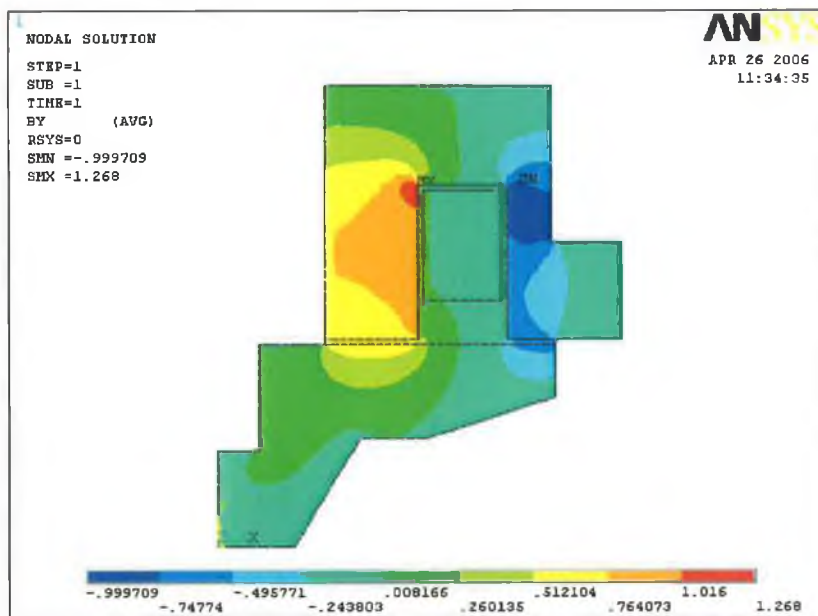 NODAL SOLUTION
STEP=1
SUB =1
TIME=1
BY (AVG)
RSYS=0
SMN =-.999709
SMX =1.268
ANSYS
APR 26 2006
11:34:35
MX
MN
X
-.999709 -.495771 .008166 .512104 1.016
-.74774 -.243803 .260135 .764073 1.268